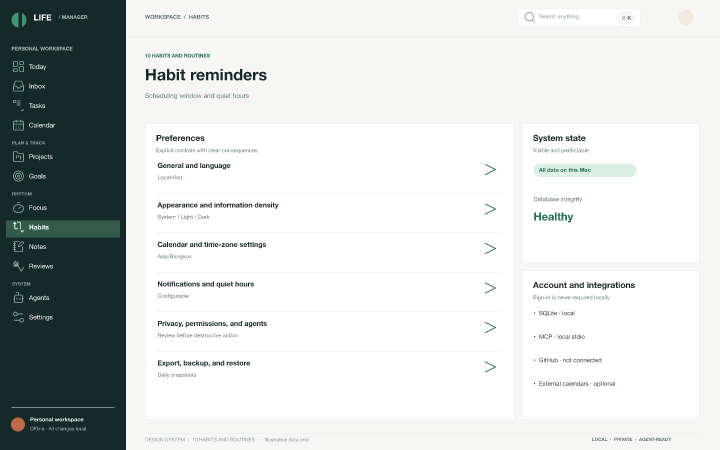 LIFE / MANAGER
PERSONAL WORKSPACE
Today
Inbox
Tasks
Calendar
PLAN & TRACK
Projects
Goals
RHYTHM
Focus
Habits
Notes
Reviews
SYSTEM
Agents
Settings
Personal workspace
Offline · All changes local
WORKSPACE / HABITS
Search anything...
⌘ K
10 HABITS AND ROUTINES
Habit reminders
Scheduling window and quiet hours
Preferences
Explicit controls with clear consequences
General and language
Local-first
Appearance and information density
System / Light / Dark
Calendar and time-zone settings
Asia/Bangkok
Notifications and quiet hours
Configurable
Privacy, permissions, and agents
Review before destructive action
Export, backup, and restore
Daily snapshots
System state
Visible and predictable
All data on this Mac
Database integrity
Healthy
Account and integrations
Sign-in is never required locally
• SQLite · local
• MCP · local stdio
• GitHub · not connected
• External calendars · optional
DESIGN SYSTEM / 10 HABITS AND ROUTINES · Illustrative data only
LOCAL · PRIVATE · AGENT-READY